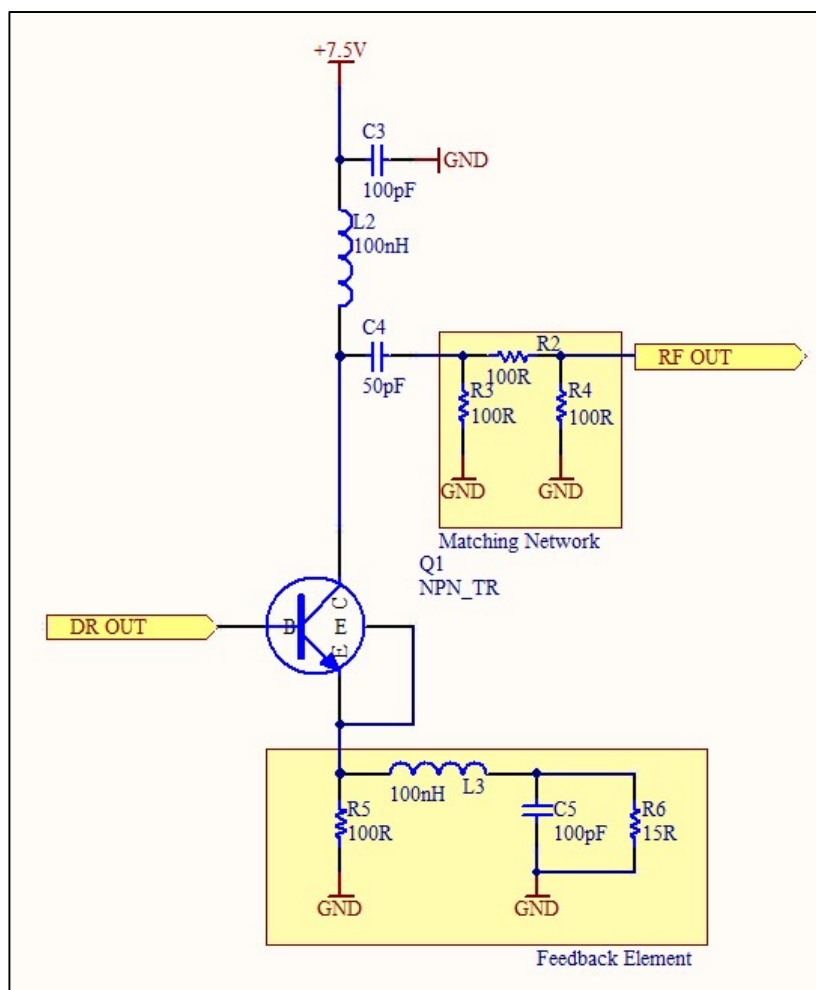 +7.5V
C3
GND
100pF
L2
100nH
C4
50pF
R2
100R
RF OUT
R3
100R
R4
100R
GND
GND
Matching Network
Q1
NPN_TR
DR OUT
B
C
E
E
100nH
L3
R5
100R
C5
100pF
R6
15R
GND
GND
Feedback Element